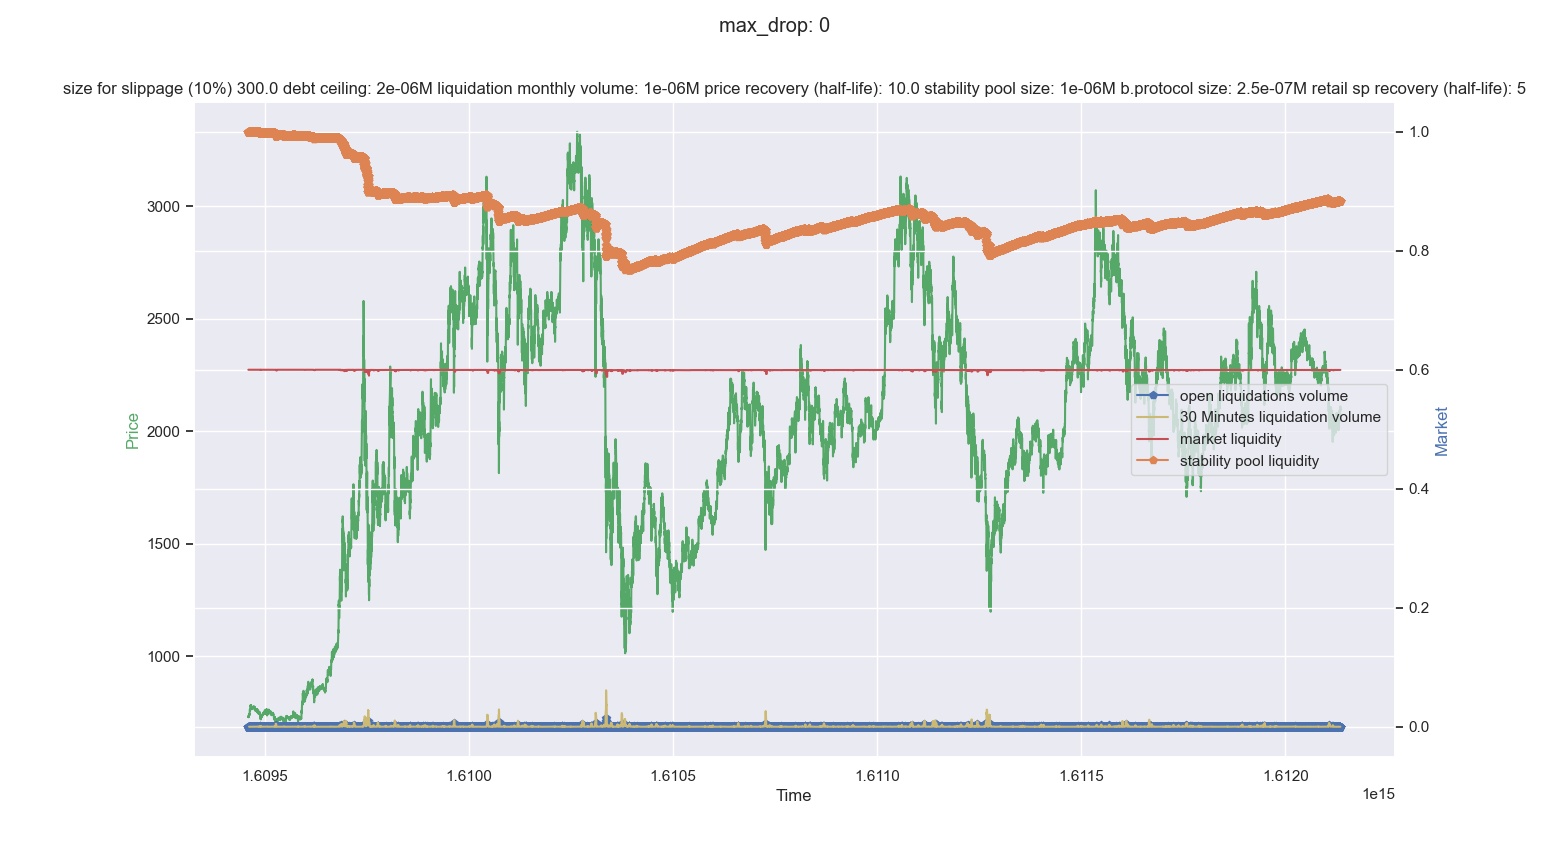 max_drop: 0
size for slippage (10%) 300.0 debt ceiling: 2e-06M liquidation monthly volume: 1e-06M price recovery (half-life): 10.0 stability pool size: 1e-06M b.protocol size: 2.5e-07M retail sp recovery (half-life): 5
1.0
3000
0.8
2500
0.6
open liquidations volume
30 Minutes liquidation volume
market liquidity
stability pool liquidity
Price
2000
Market
0.4
1500
0.2
1000
0.0
1.6095 1.6100 1.6105 1.6110 1.6115 1.6120
Time
1e15